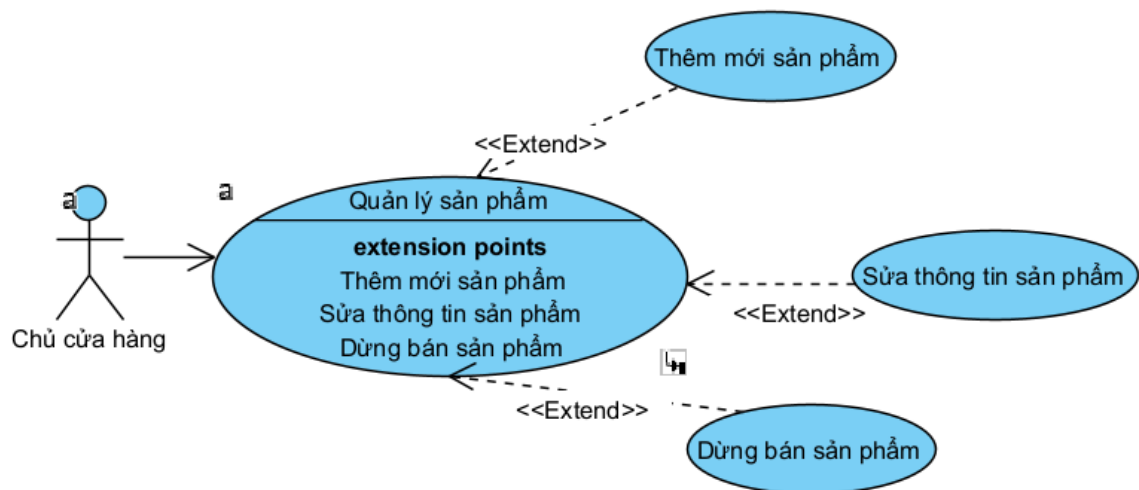 Thêm mới sản phẩm
<<Extend>>
a
a
Quản lý sản phẩm
extension points
Thêm mới sản phẩm
Sửa thông tin sản phẩm
Dừng bán sản phẩm
Chủ cửa hàng
Sửa thông tin sản phẩm
<<Extend>>
<<Extend>>
Dừng bán sản phẩm